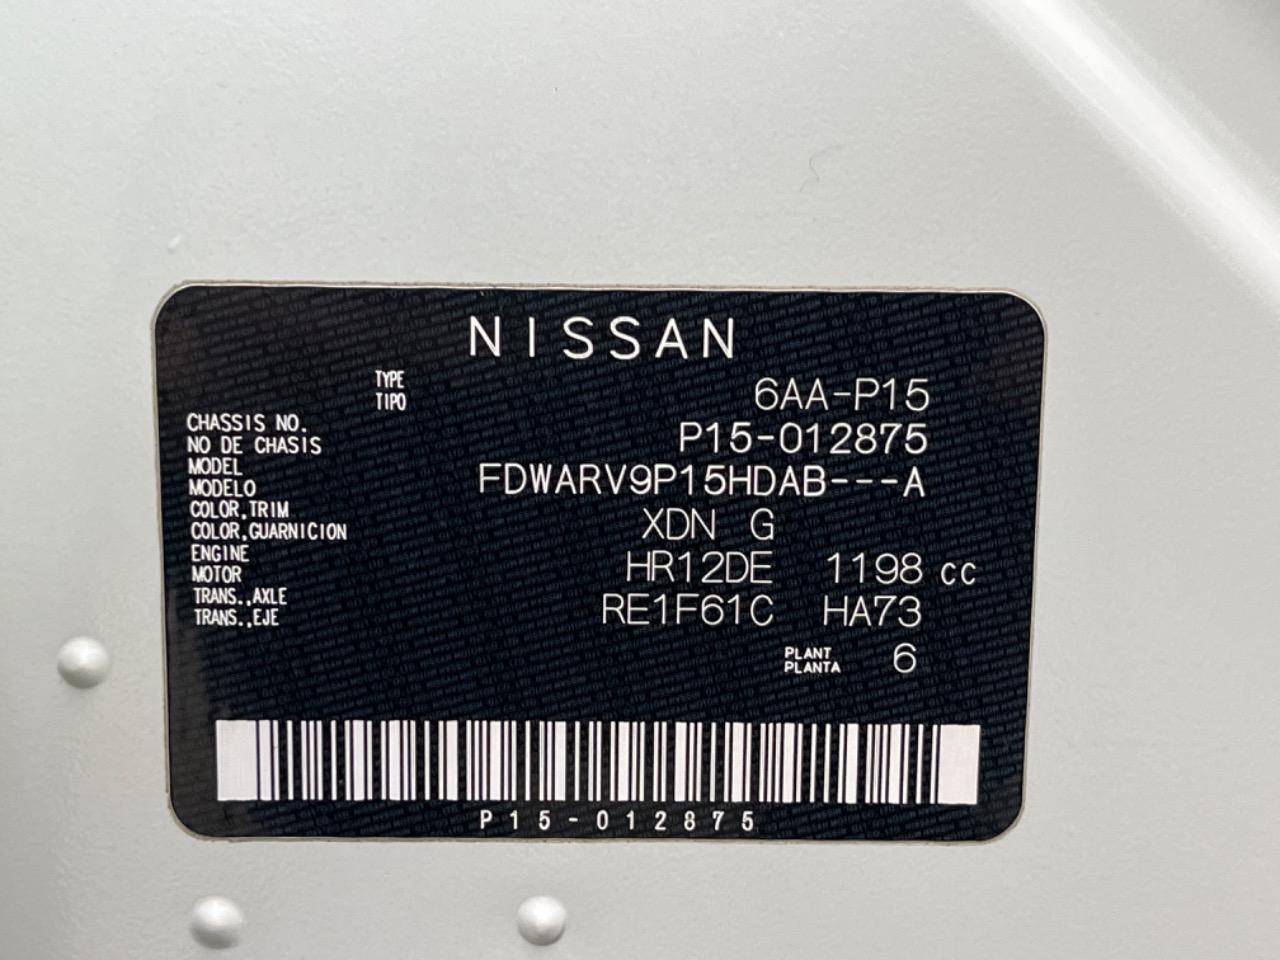 NISSAN
TYPE
TIPO
6AA-P15
CHASSIS NO.
NO DE CHASIS
P15-012875
MODEL
MODELO
FDWARV9P15HDAB---A
COLOR,TRIM
COLOR,GUARNICION
XDN G
ENGINE
MOTOR
HR12DE 1198 cc
TRANS.,AXLE
TRANS.,EJE
RE1F61C HA73
PLANT
PLANTA
6
P15-012875